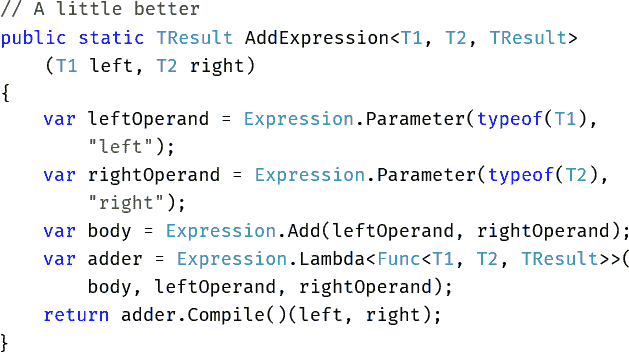 // A little better
public static TResult AddExpression<T1, T2, TResult>
    (T1 left, T2 right)
{
    var leftOperand = Expression.Parameter(typeof(T1),
        "left");
    var rightOperand = Expression.Parameter(typeof(T2),
        "right");
    var body = Expression.Add(leftOperand, rightOperand);
    var adder = Expression.Lambda<Func<T1, T2, TResult>>(
        body, leftOperand, rightOperand);
    return adder.Compile()(left, right);
}